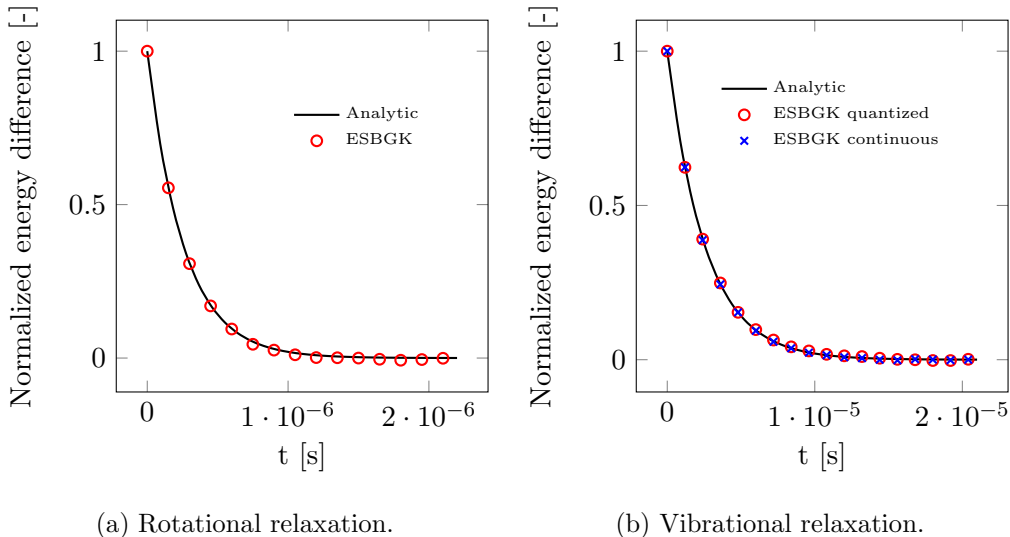 Normalized energy difference [-]
1
0.5
0
Analytic
ESBGK
0
1 · 10^-6
2 · 10^-6
t [s]
(a) Rotational relaxation.
Normalized energy difference [-]
1
0.5
0
Analytic
ESBGK quantized
ESBGK continuous
0
1 · 10^-5
2 · 10^-5
t [s]
(b) Vibrational relaxation.